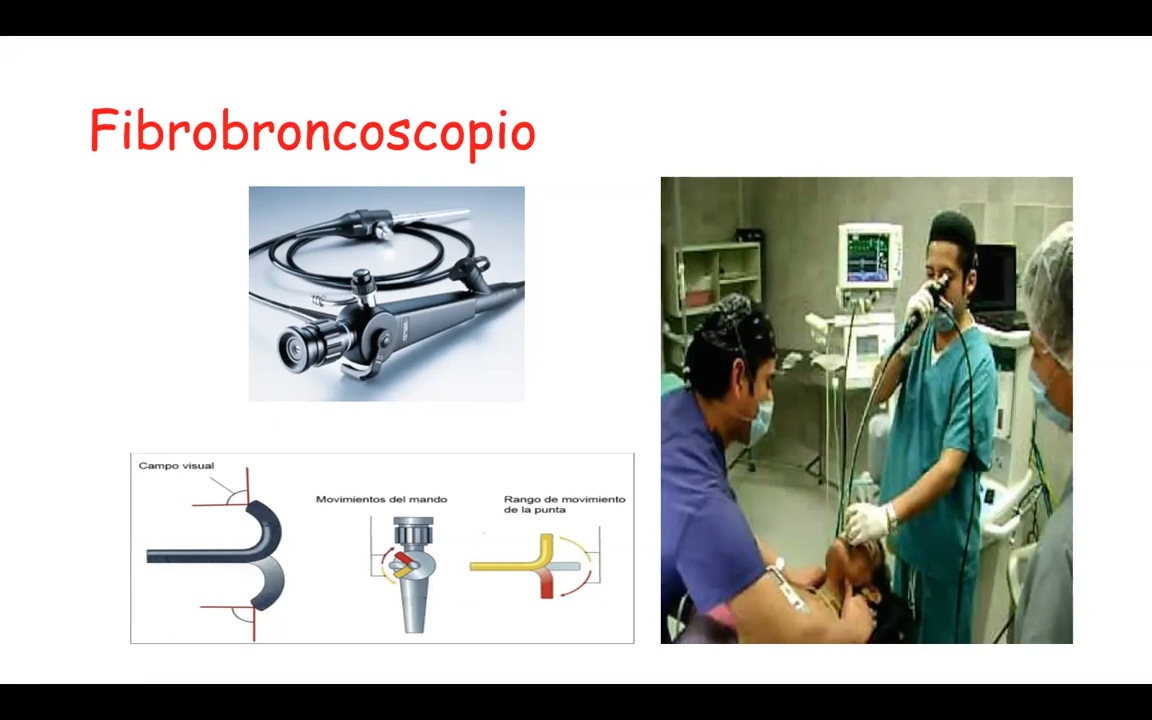 Fibrobroncoscopio
Campo visual
Movimientos del mando
Rango de movimiento
de la punta